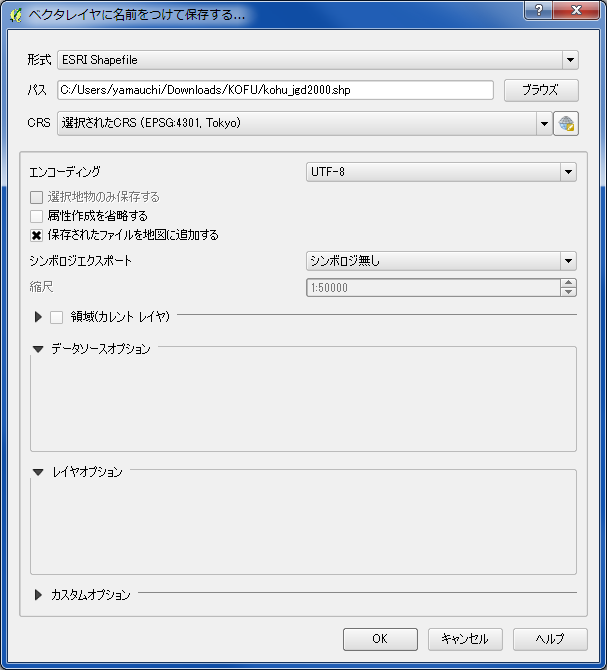 ベクタレイヤに名前をつけて保存する...
形式 ESRI Shapefile
パス C:/Users/yamauchi/Downloads/KOFU/kohu_jgd2000.shp ブラウズ
CRS 選択されたCRS (EPSG:4301, Tokyo)
エンコーディング UTF-8
選択地物のみ保存する
属性作成を省略する
保存されたファイルを地図に追加する
シンボロジエクスポート シンボロジ無し
縮尺 1:50000
領域(カレント レイヤ)
データソースオプション
レイヤオプション
カスタムオプション
OK キャンセル ヘルプ